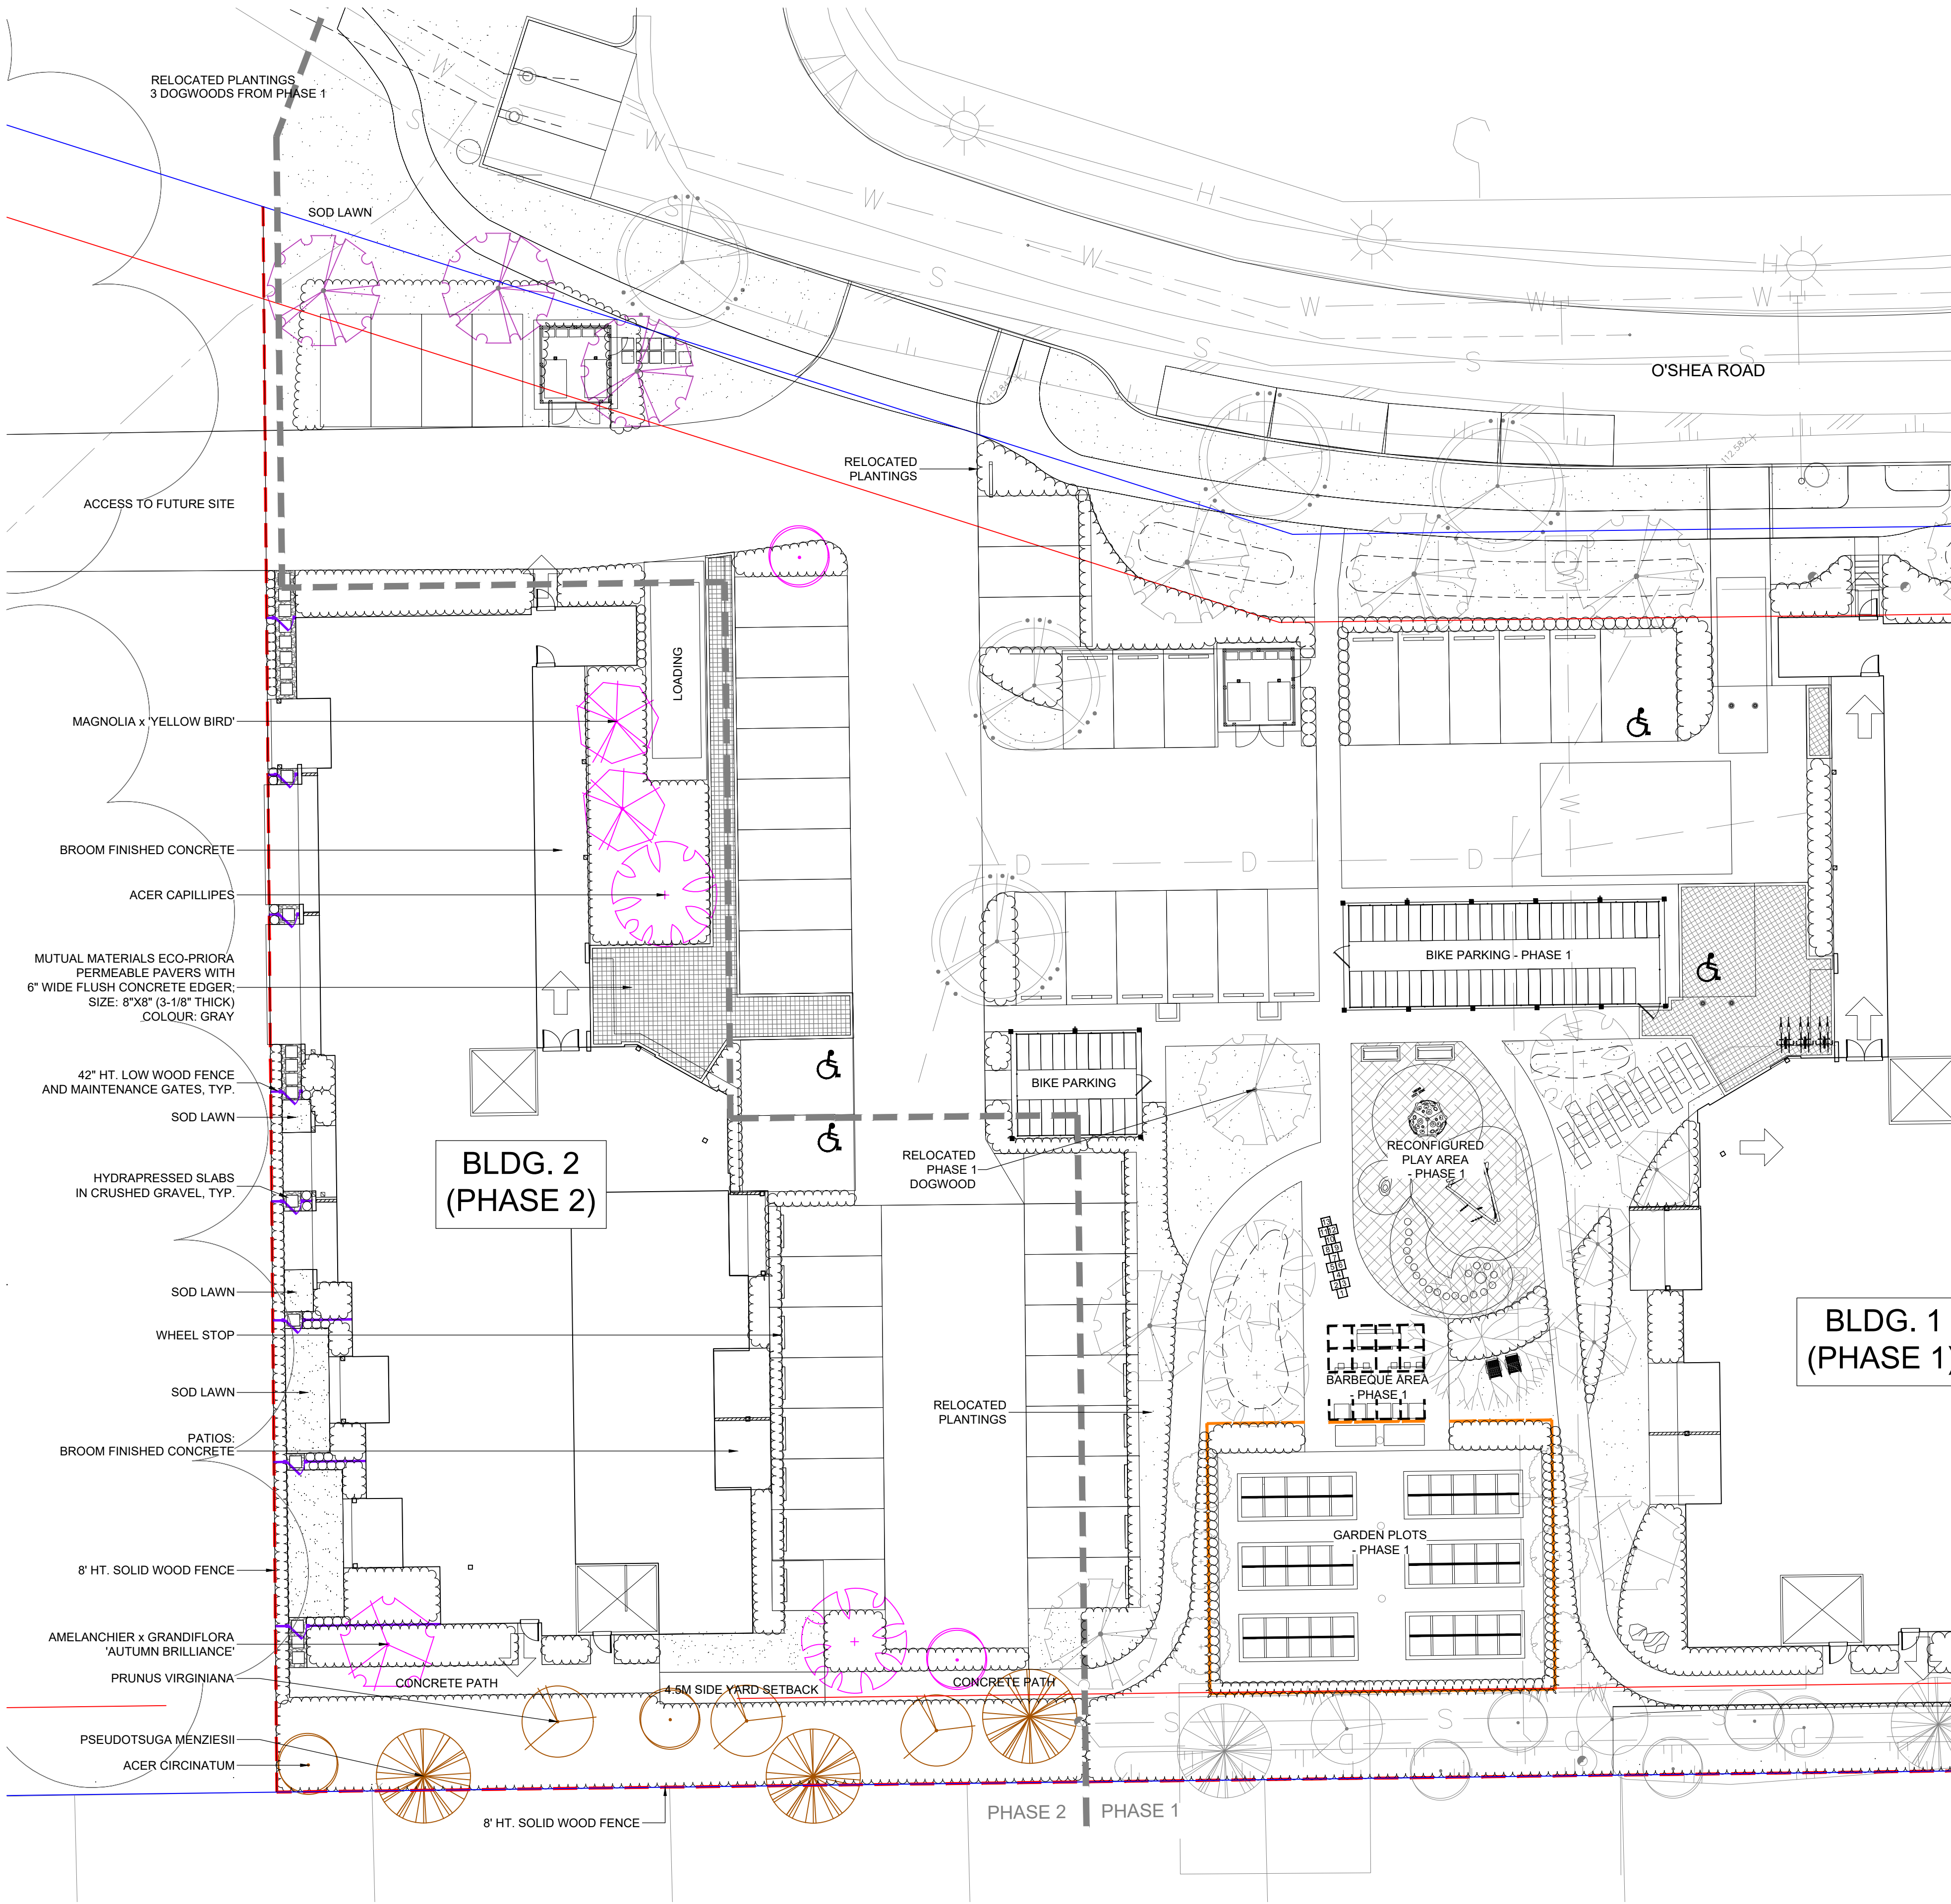 RELOCATED PLANTINGS
3 DOGWOODS FROM PHASE 1
SOD LAWN
O'SHEA ROAD
RELOCATED
PLANTINGS
ACCESS TO FUTURE SITE
LOADING
MAGNOLIA x 'YELLOW BIRD'
BROOM FINISHED CONCRETE
ACER CAPILLIPES
MUTUAL MATERIALS ECO-PRIORA
PERMEABLE PAVERS WITH
6" WIDE FLUSH CONCRETE EDGER;
SIZE: 8"X8" (3-1/8" THICK)
COLOUR: GRAY
BIKE PARKING - PHASE 1
42" HT. LOW WOOD FENCE
AND MAINTENANCE GATES, TYP.
SOD LAWN
BIKE PARKING
BLDG. 2
(PHASE 2)
RELOCATED
PHASE 1
DOGWOOD
RECONFIGURED
PLAY AREA
- PHASE 1
HYDRAPRESSED SLABS
IN CRUSHED GRAVEL, TYP.
SOD LAWN
WHEEL STOP
BLDG. 1
(PHASE 1)
SOD LAWN
BARBEQUE AREA
- PHASE 1
RELOCATED
PLANTINGS
PATIOS:
BROOM FINISHED CONCRETE
GARDEN PLOTS
- PHASE 1
8' HT. SOLID WOOD FENCE
AMELANCHIER x GRANDIFLORA
'AUTUMN BRILLIANCE'
PRUNUS VIRGINIANA
CONCRETE PATH
4.5M SIDE YARD SETBACK
CONCRETE PATH
PSEUDOTSUGA MENZIESII
ACER CIRCINATUM
8' HT. SOLID WOOD FENCE
PHASE 2
PHASE 1